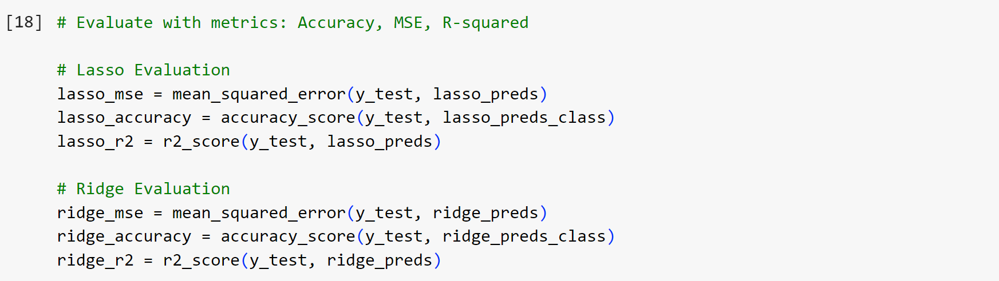 [18] # Evaluate with metrics: Accuracy, MSE, R-squared
# Lasso Evaluation
lasso_mse = mean_squared_error(y_test, lasso_preds)
lasso_accuracy = accuracy_score(y_test, lasso_preds_class)
lasso_r2 = r2_score(y_test, lasso_preds)
# Ridge Evaluation
ridge_mse = mean_squared_error(y_test, ridge_preds)
ridge_accuracy = accuracy_score(y_test, ridge_preds_class)
ridge_r2 = r2_score(y_test, ridge_preds)